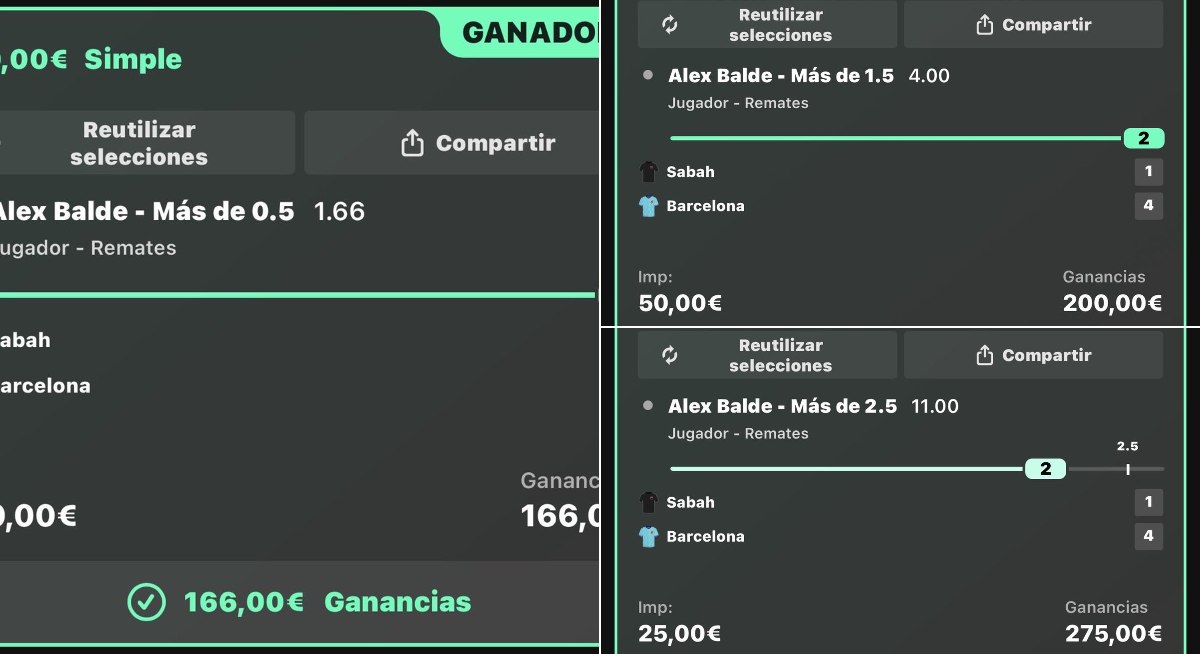 GANADO
,00€ Simple
Reutilizar
selecciones
Compartir
Alex Balde - Más de 0.5 1.66
ugador - Remates
abah
arcelona
Gananc
0,00€
166,0
166,00€ Ganancias
Reutilizar
selecciones
Compartir
Alex Balde - Más de 1.5 4.00
Jugador - Remates
2
Sabah 1
Barcelona 4
Imp: Ganancias
50,00€ 200,00€
Reutilizar
selecciones
Compartir
Alex Balde - Más de 2.5 11.00
Jugador - Remates
2.5
2
Sabah 1
Barcelona 4
Imp: Ganancias
25,00€ 275,00€